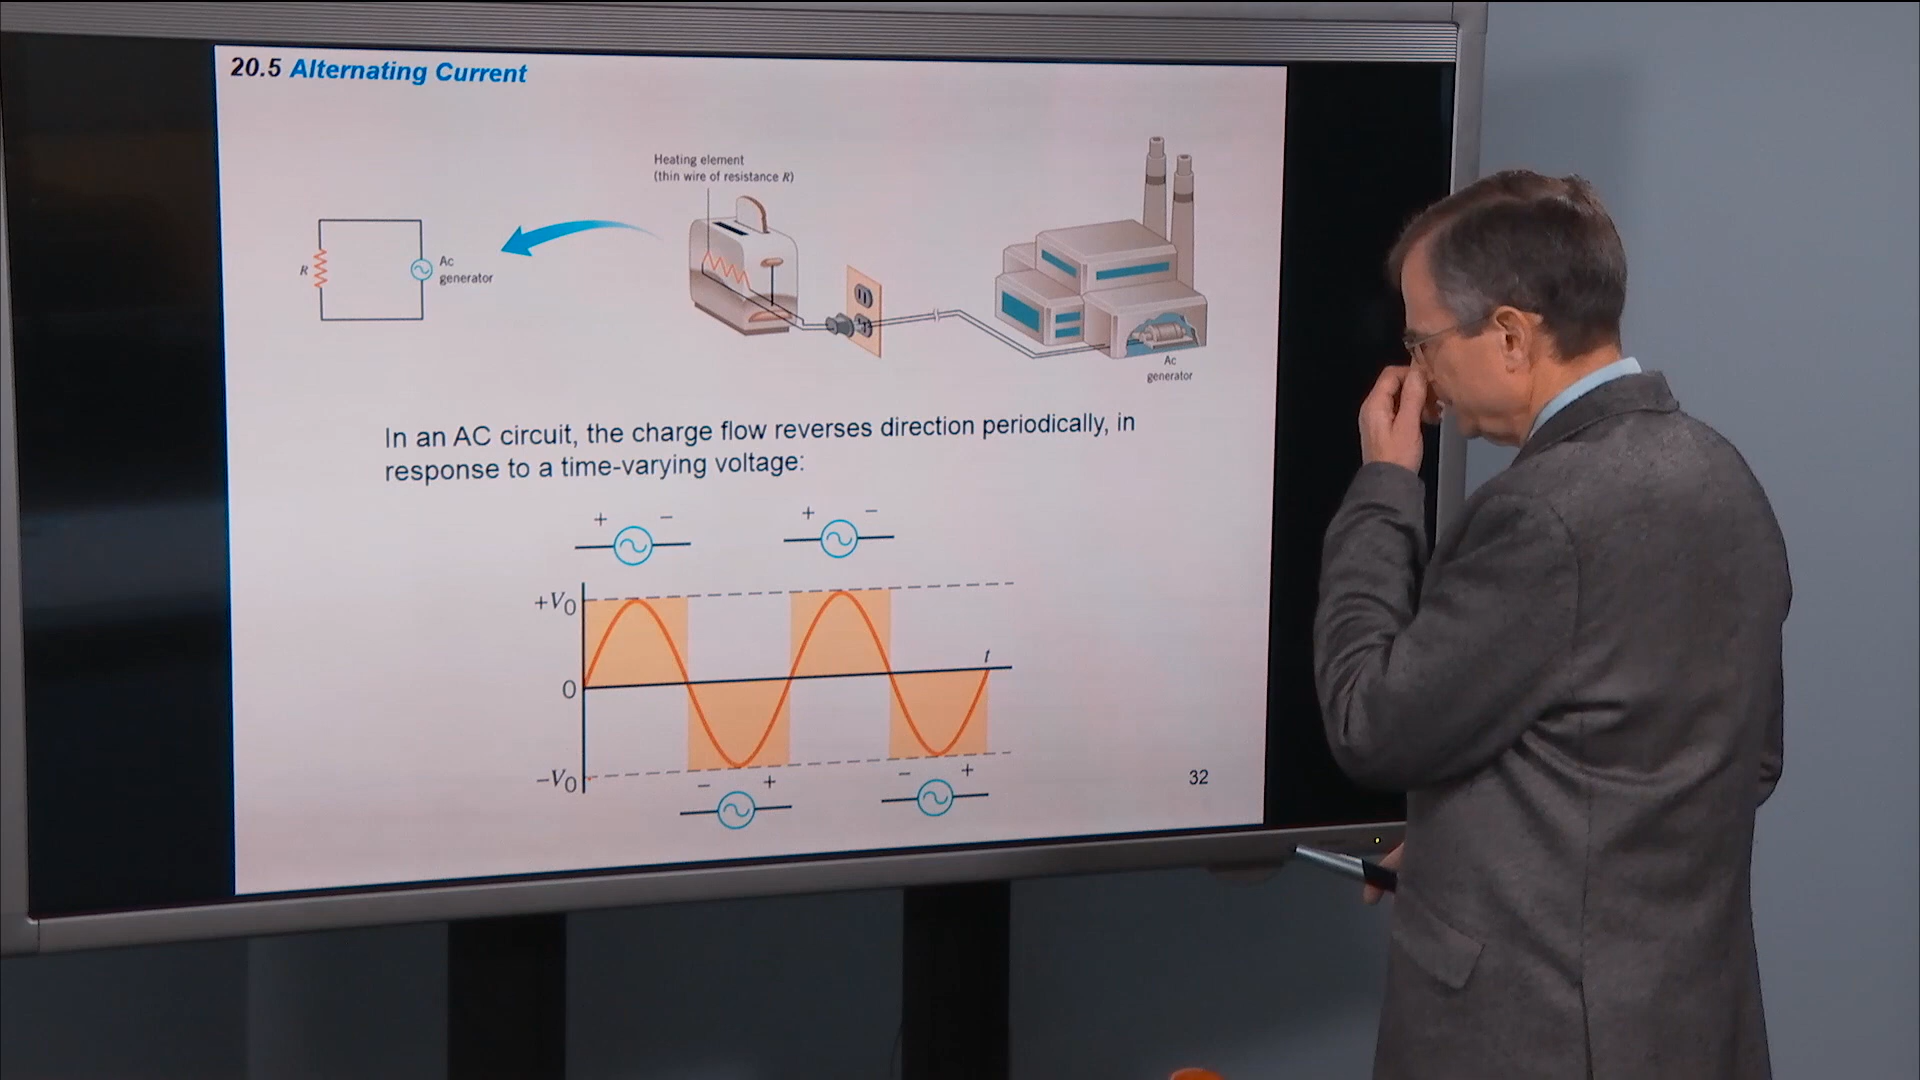 20.5 Alternating Current
Heating element
(thin wire of resistance R)
R
Ac
generator
Ac
generator
In an AC circuit, the charge flow reverses direction periodically, in
response to a time-varying voltage:
+ − + −
+V0
0
t
−V0
− + − +
32